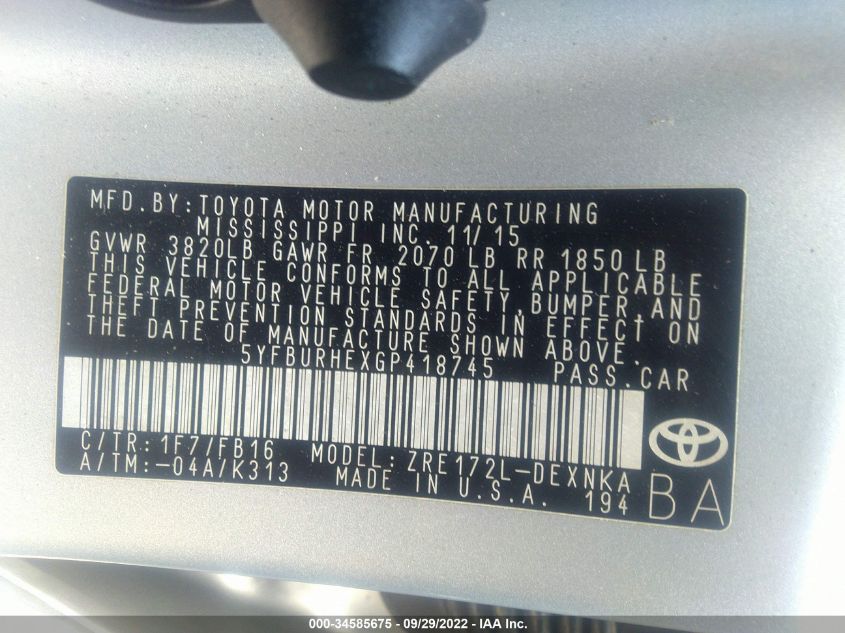 MFD.BY:TOYOTA MOTOR MANUFACTURING
MISSISSIPPI INC. 11/15
GVWR 3820LB GAWR FR 2070LB RR 1850LB
THIS VEHICLE CONFORMS TO ALL APPLICABLE
FEDERAL MOTOR VEHICLE SAFETY,BUMPER,AND
THEFT PREVENTION STANDARDS IN EFFECT ON
THE DATE OF MANUFACTURE SHOWN ABOVE.
5YFBURHEXGP418745 PASS.CAR
C/TR:1F7/FB16 MODEL:ZRE172L-DEXNKA
A/TM:-04A/K313 MADE IN U.S.A. 194
BA
000-34585675 - 09/29/2022 - IAA Inc.